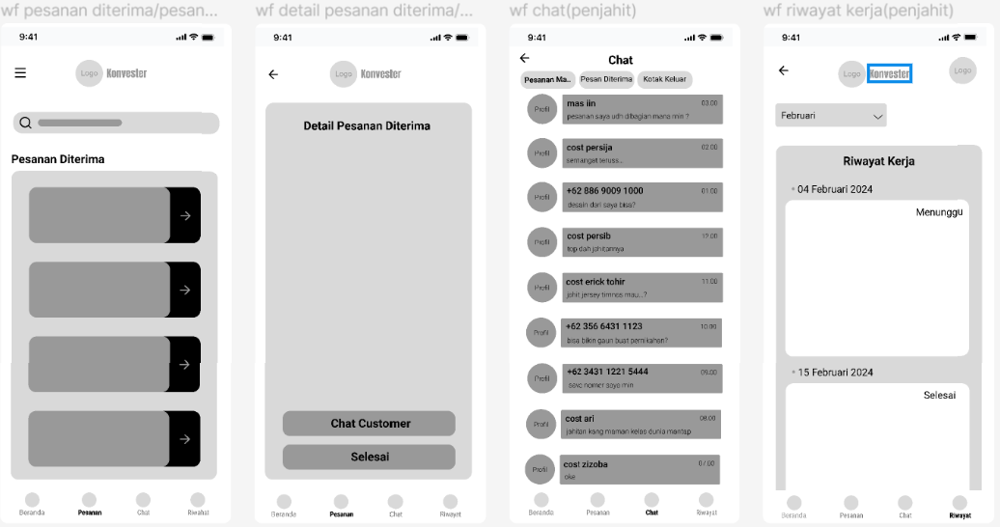 wf pesanan diterima/pesan...
9:41
Logo Konvester
Pesanan Diterima
Beranda Pesanan Chat Riwayat
wf detail pesanan diterima/...
9:41
Logo Konvester
Detail Pesanan Diterima
Chat Customer
Selesai
Beranda Pesanan Chat Riwayat
wf chat(penjahit)
9:41
Chat
Pesanan Ma.. Pesan Diterima Kotak Keluar
Profil mas iin 03.00
pesanan saya udh dibagian mana min ?
Profil cost persija 02.00
semangat teruss..
Profil +62 886 9009 1000 01.00
desain dari saya bisa?
Profil cost persib 12.00
top dah jahitannya
Profil cost erick tohir 11.00
jahit jersey timnas mau..?
Profil +62 356 6431 1123 10.00
bisa bikin gaun buat pernikahan?
Profil +62 3431 1221 5444 09.00
save nomer saya min
Profil cost ari 08.00
jahitan kang maman kelas dunia mantap
Profil cost zizoba 07.00
oke
Beranda Pesanan Chat Riwayat
wf riwayat kerja(penjahit)
9:41
Logo Konvester Logo
Februari
Riwayat Kerja
04 Februari 2024
Menunggu
15 Februari 2024
Selesai
Beranda Pesanan Chat Riwayat